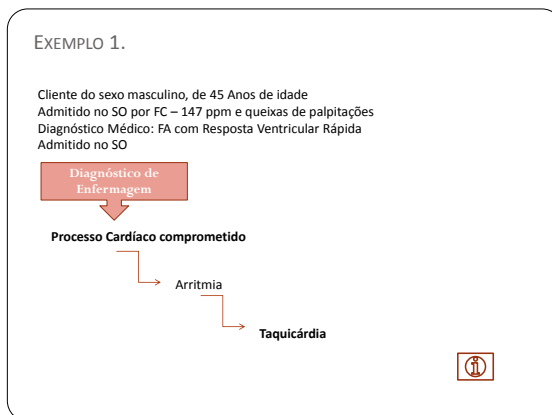 EXEMPLO 1.
Cliente do sexo masculino, de 45 Anos de idade
Admitido no SO por FC – 147 ppm e queixas de palpitações
Diagnóstico Médico: FA com Resposta Ventricular Rápida
Admitido no SO
Diagnóstico de
Enfermagem
Processo Cardíaco comprometido
Arritmia
Taquicárdia